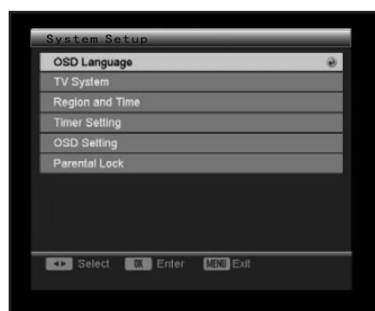 System Setup
OSD Language
TV System
Region and Time
Timer Setting
OSD Setting
Parental Lock
Select OK Enter MENU Exit